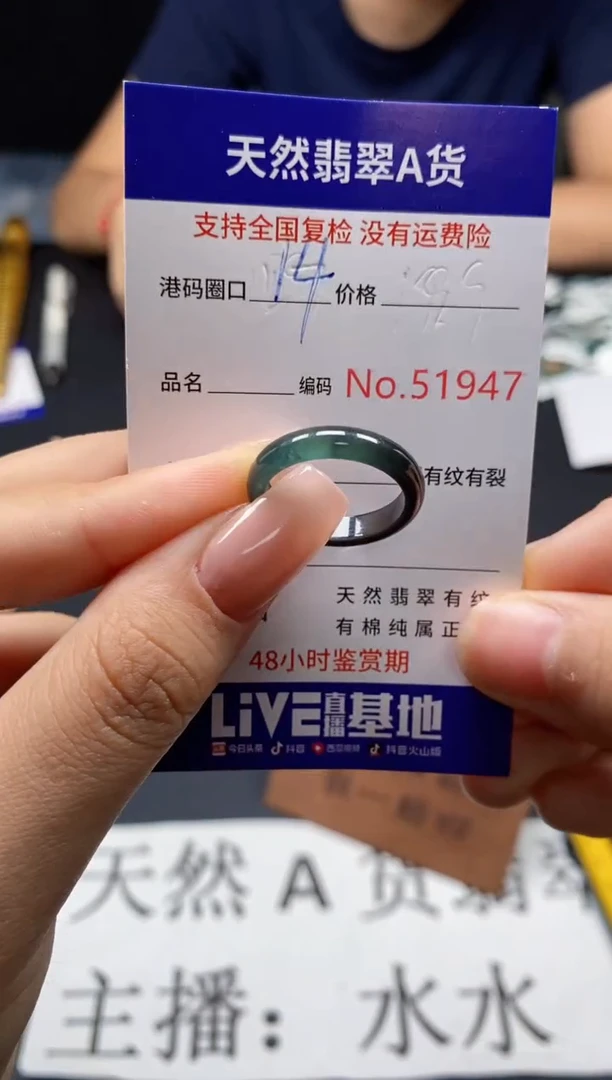 天然翡翠A货
支持全国复检 没有运费险
港码圈口 14 价格
品名 编码 No.51947
有纹有裂
天然翡翠有纹
有棉纯属正
48小时鉴赏期
LiVE直播基地
今日头条 抖音 西瓜视频 抖音火山版
天然A货翡翠
主播：水水